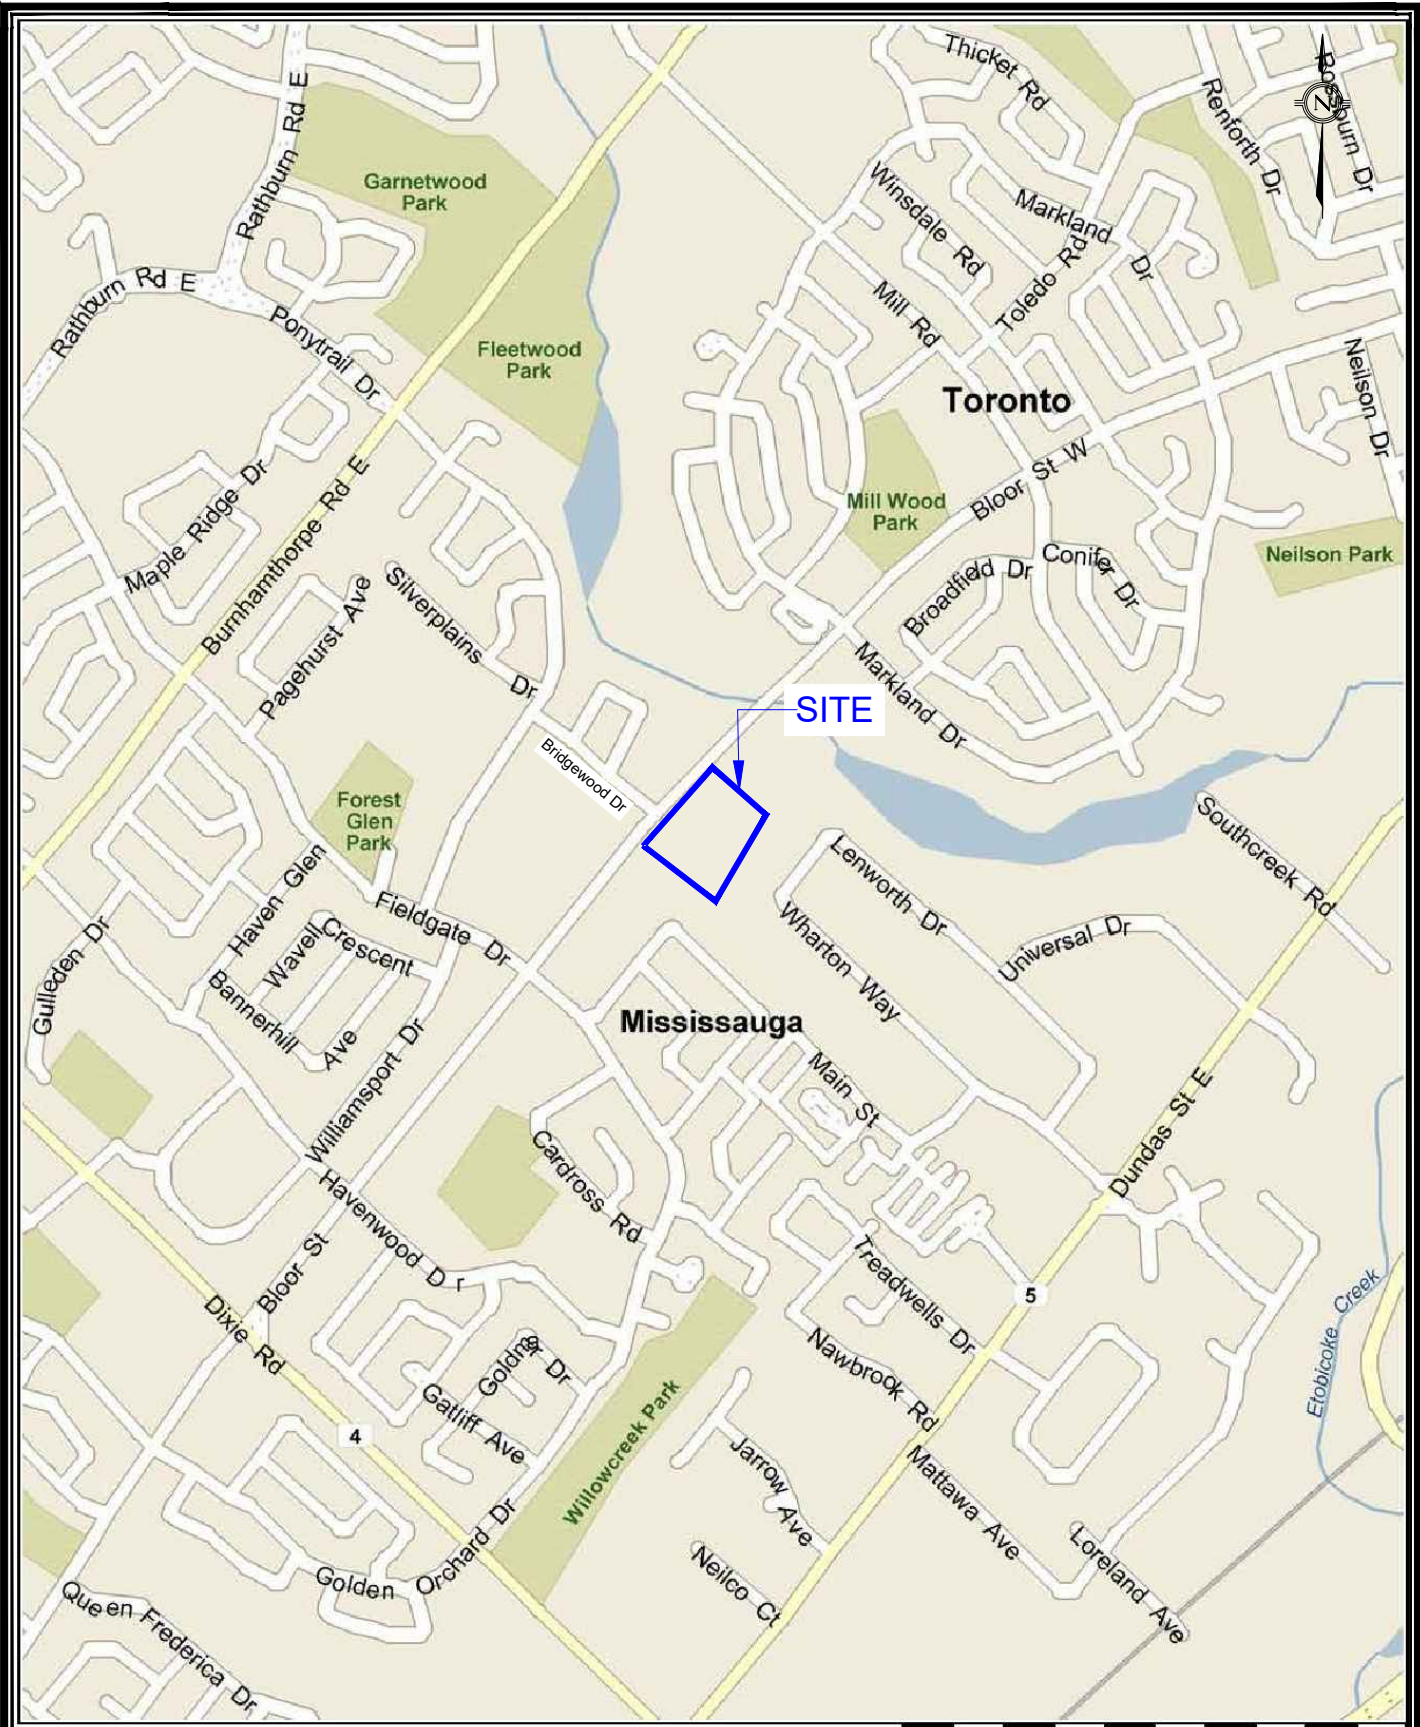 Thicket Rd
Rossburn Dr
N
Rathburn Rd E
Renforth Dr
Garnetwood
Park
Winsdale Rd
Markland Dr
Toledo Rd
Rathburn Rd E
Mill Rd
Ponytrail Dr
Fleetwood
Park
Neilson Dr
Toronto
Bloor St W
Maple Ridge Dr
Burnhamthorpe Rd E
Mill Wood
Park
Neilson Park
Conifer Dr
Broadfield Dr
Silverplains Dr
Pagehurst Ave
Markland Dr
SITE
Bridgewood Dr
Forest
Glen
Park
Southcreek Rd
Lenworth Dr
Haven Glen
Fieldgate Dr
Wharton Way
Universal Dr
Gulleden Dr
Wavell
Crescent
Bannerhill Ave
Mississauga
Williamsport Dr
Main St
Dundas St E
Cardross Rd
Havenwood Dr
Bloor St
Treadwells Dr
5
Etobicoke Creek
Dixie Rd
Goldmar Dr
Nawbrook Rd
Gatliff Ave
Willowcreek Park
4
Jarrow Ave
Mattawa Ave
Golden Orchard Dr
Neilco Ct
Loreland Ave
Queen Frederica Dr